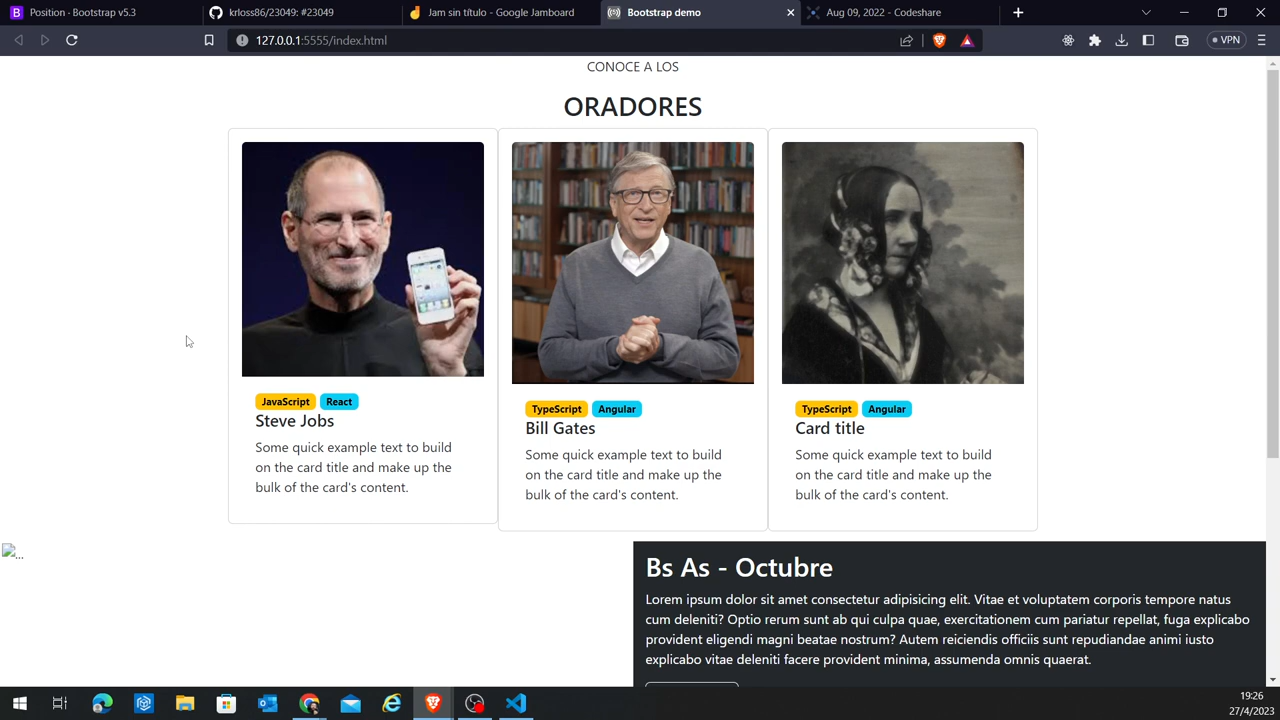 Position - Bootstrap v5.3
krloss86/23049: #23049
Jam sin título - Google Jamboard
Bootstrap demo
Aug 09, 2022 - Codeshare
127.0.0.1:5555/index.html
VPN
CONOCE A LOS
ORADORES
JavaScript React
Steve Jobs
Some quick example text to build
on the card title and make up the
bulk of the card's content.
TypeScript Angular
Bill Gates
Some quick example text to build
on the card title and make up the
bulk of the card's content.
TypeScript Angular
Card title
Some quick example text to build
on the card title and make up the
bulk of the card's content.
...
Bs As - Octubre
Lorem ipsum dolor sit amet consectetur adipisicing elit. Vitae et voluptatem corporis tempore natus
cum deleniti? Optio rerum sunt ab qui culpa quae, exercitationem cum pariatur repellat, fuga explicabo
provident eligendi magni beatae nostrum? Autem reiciendis officiis sunt repudiandae animi iusto
explicabo vitae deleniti facere provident minima, assumenda omnis quaerat.
19:26
27/4/2023